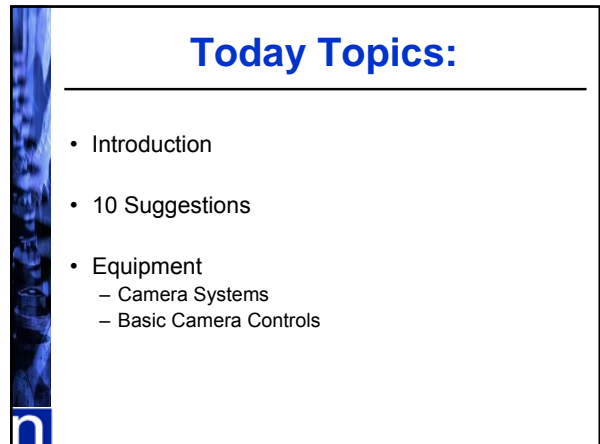 Today Topics:
• Introduction
• 10 Suggestions
• Equipment
– Camera Systems
– Basic Camera Controls
n